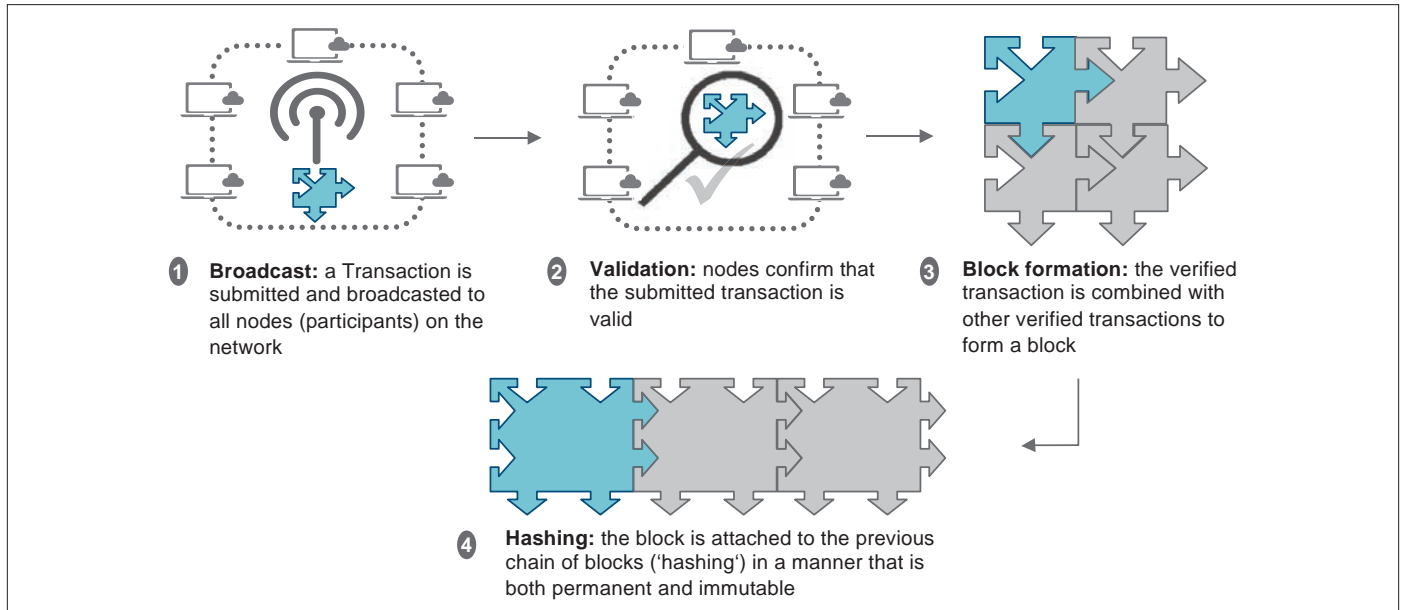 1 Broadcast: a Transaction is
submitted and broadcasted to
all nodes (participants) on the
network
2 Validation: nodes confirm that
the submitted transaction is
valid
3 Block formation: the verified
transaction is combined with
other verified transactions to
form a block
4 Hashing: the block is attached to the previous
chain of blocks (‘hashing‘) in a manner that is
both permanent and immutable